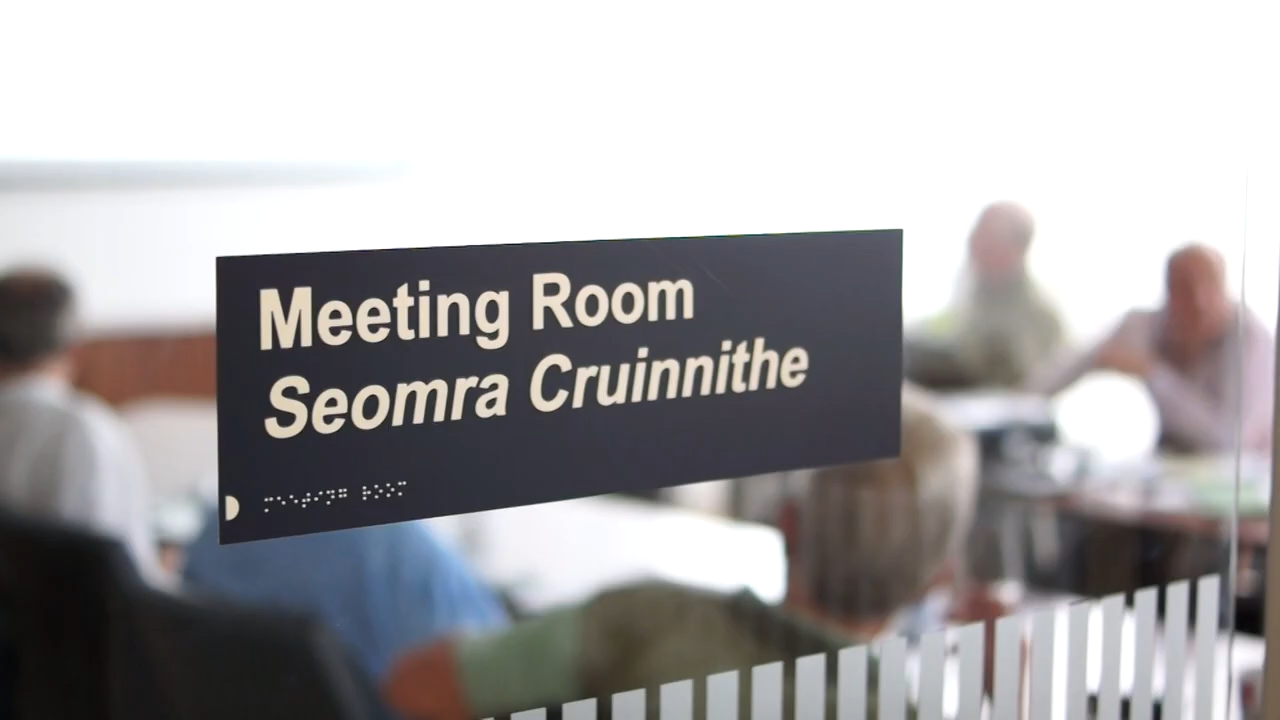 Meeting Room
Seomra Cruinnithe
⠍⠑⠑⠞⠊⠝⠛ ⠗⠕⠕⠍